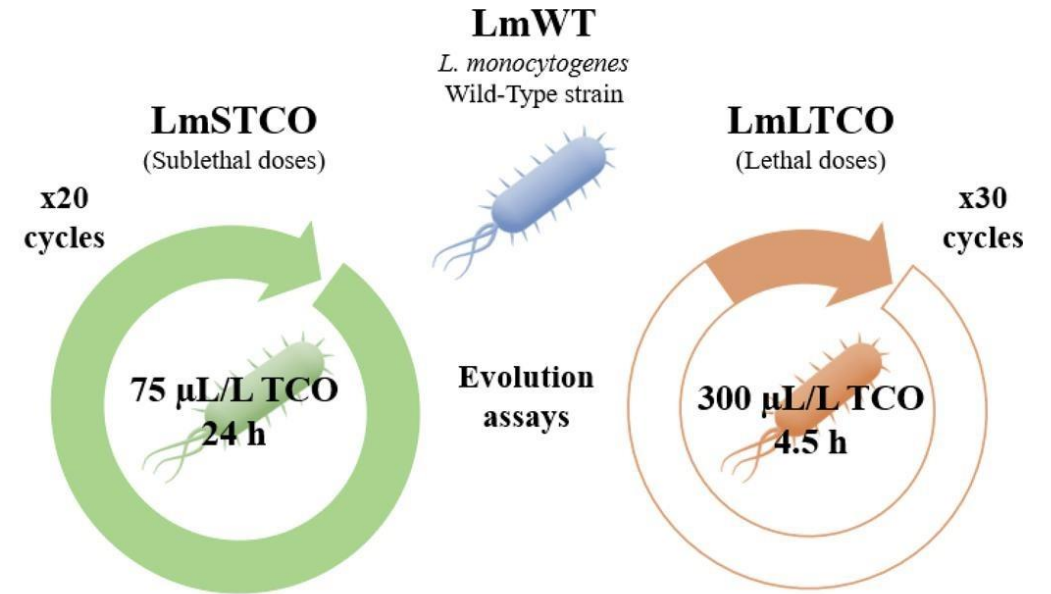 LmWT
L. monocytogenes
Wild-Type strain
LmSTCO
(Sublethal doses)
x20
cycles
75 µL/L TCO
24 h
Evolution
assays
LmLTCO
(Lethal doses)
x30
cycles
300 µL/L TCO
4.5 h